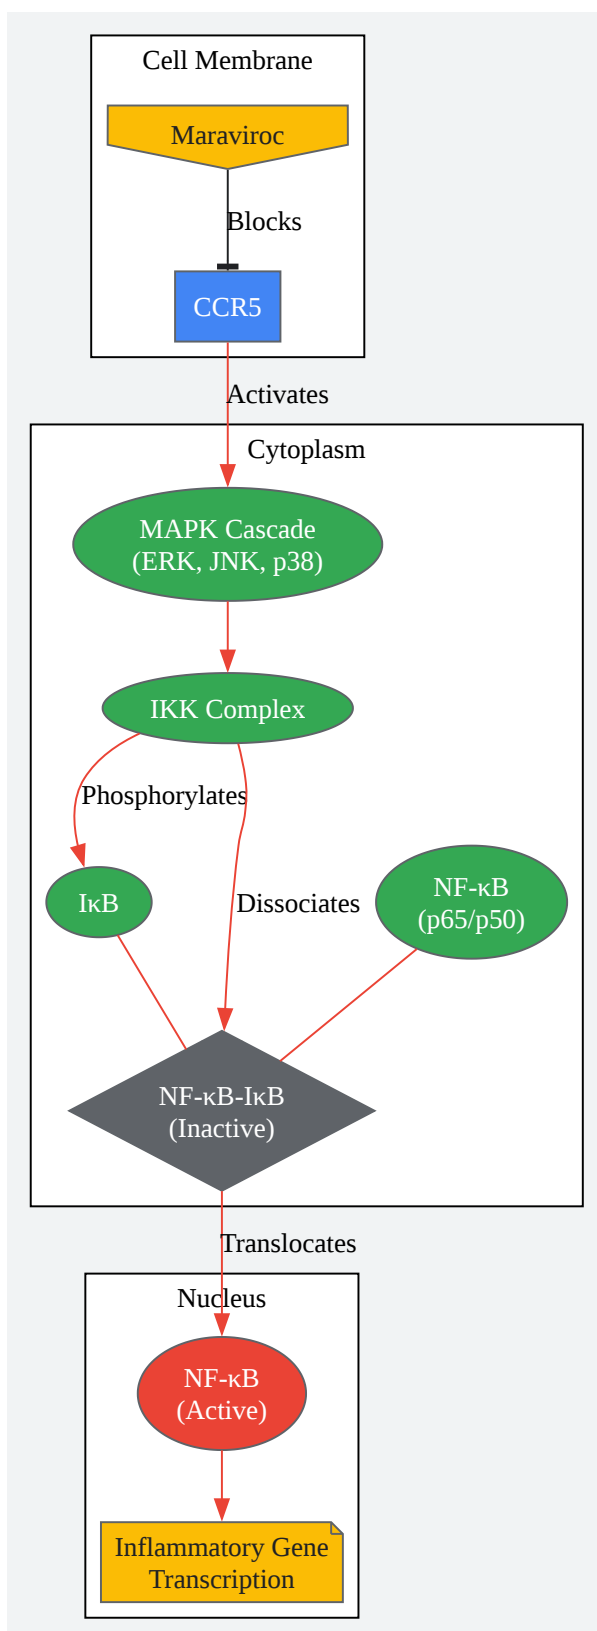 Cell Membrane
Maraviroc
Blocks
CCR5
Activates
Cytoplasm
MAPK Cascade
(ERK, JNK, p38)
IKK Complex
Phosphorylates
IκB
Dissociates
NF-κB
(p65/p50)
NF-κB-IκB
(Inactive)
Translocates
Nucleus
NF-κB
(Active)
Inflammatory Gene
Transcription